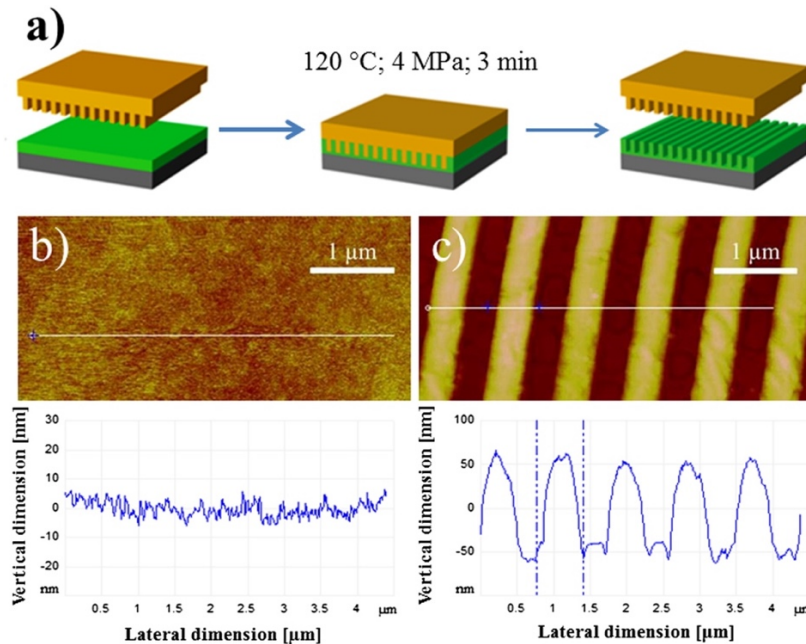 a)
120 °C; 4 MPa; 3 min
b)
1 µm
c)
1 µm
Vertical dimension [nm]
30
20
10
0
-10
-20
nm
0.5
1
1.5
2
2.5
3
3.5
4
µm
Lateral dimension [µm]
Vertical dimension [nm]
100
50
0
-50
nm
0.5
1
1.5
2
2.5
3
3.5
4
µm
Lateral dimension [µm]